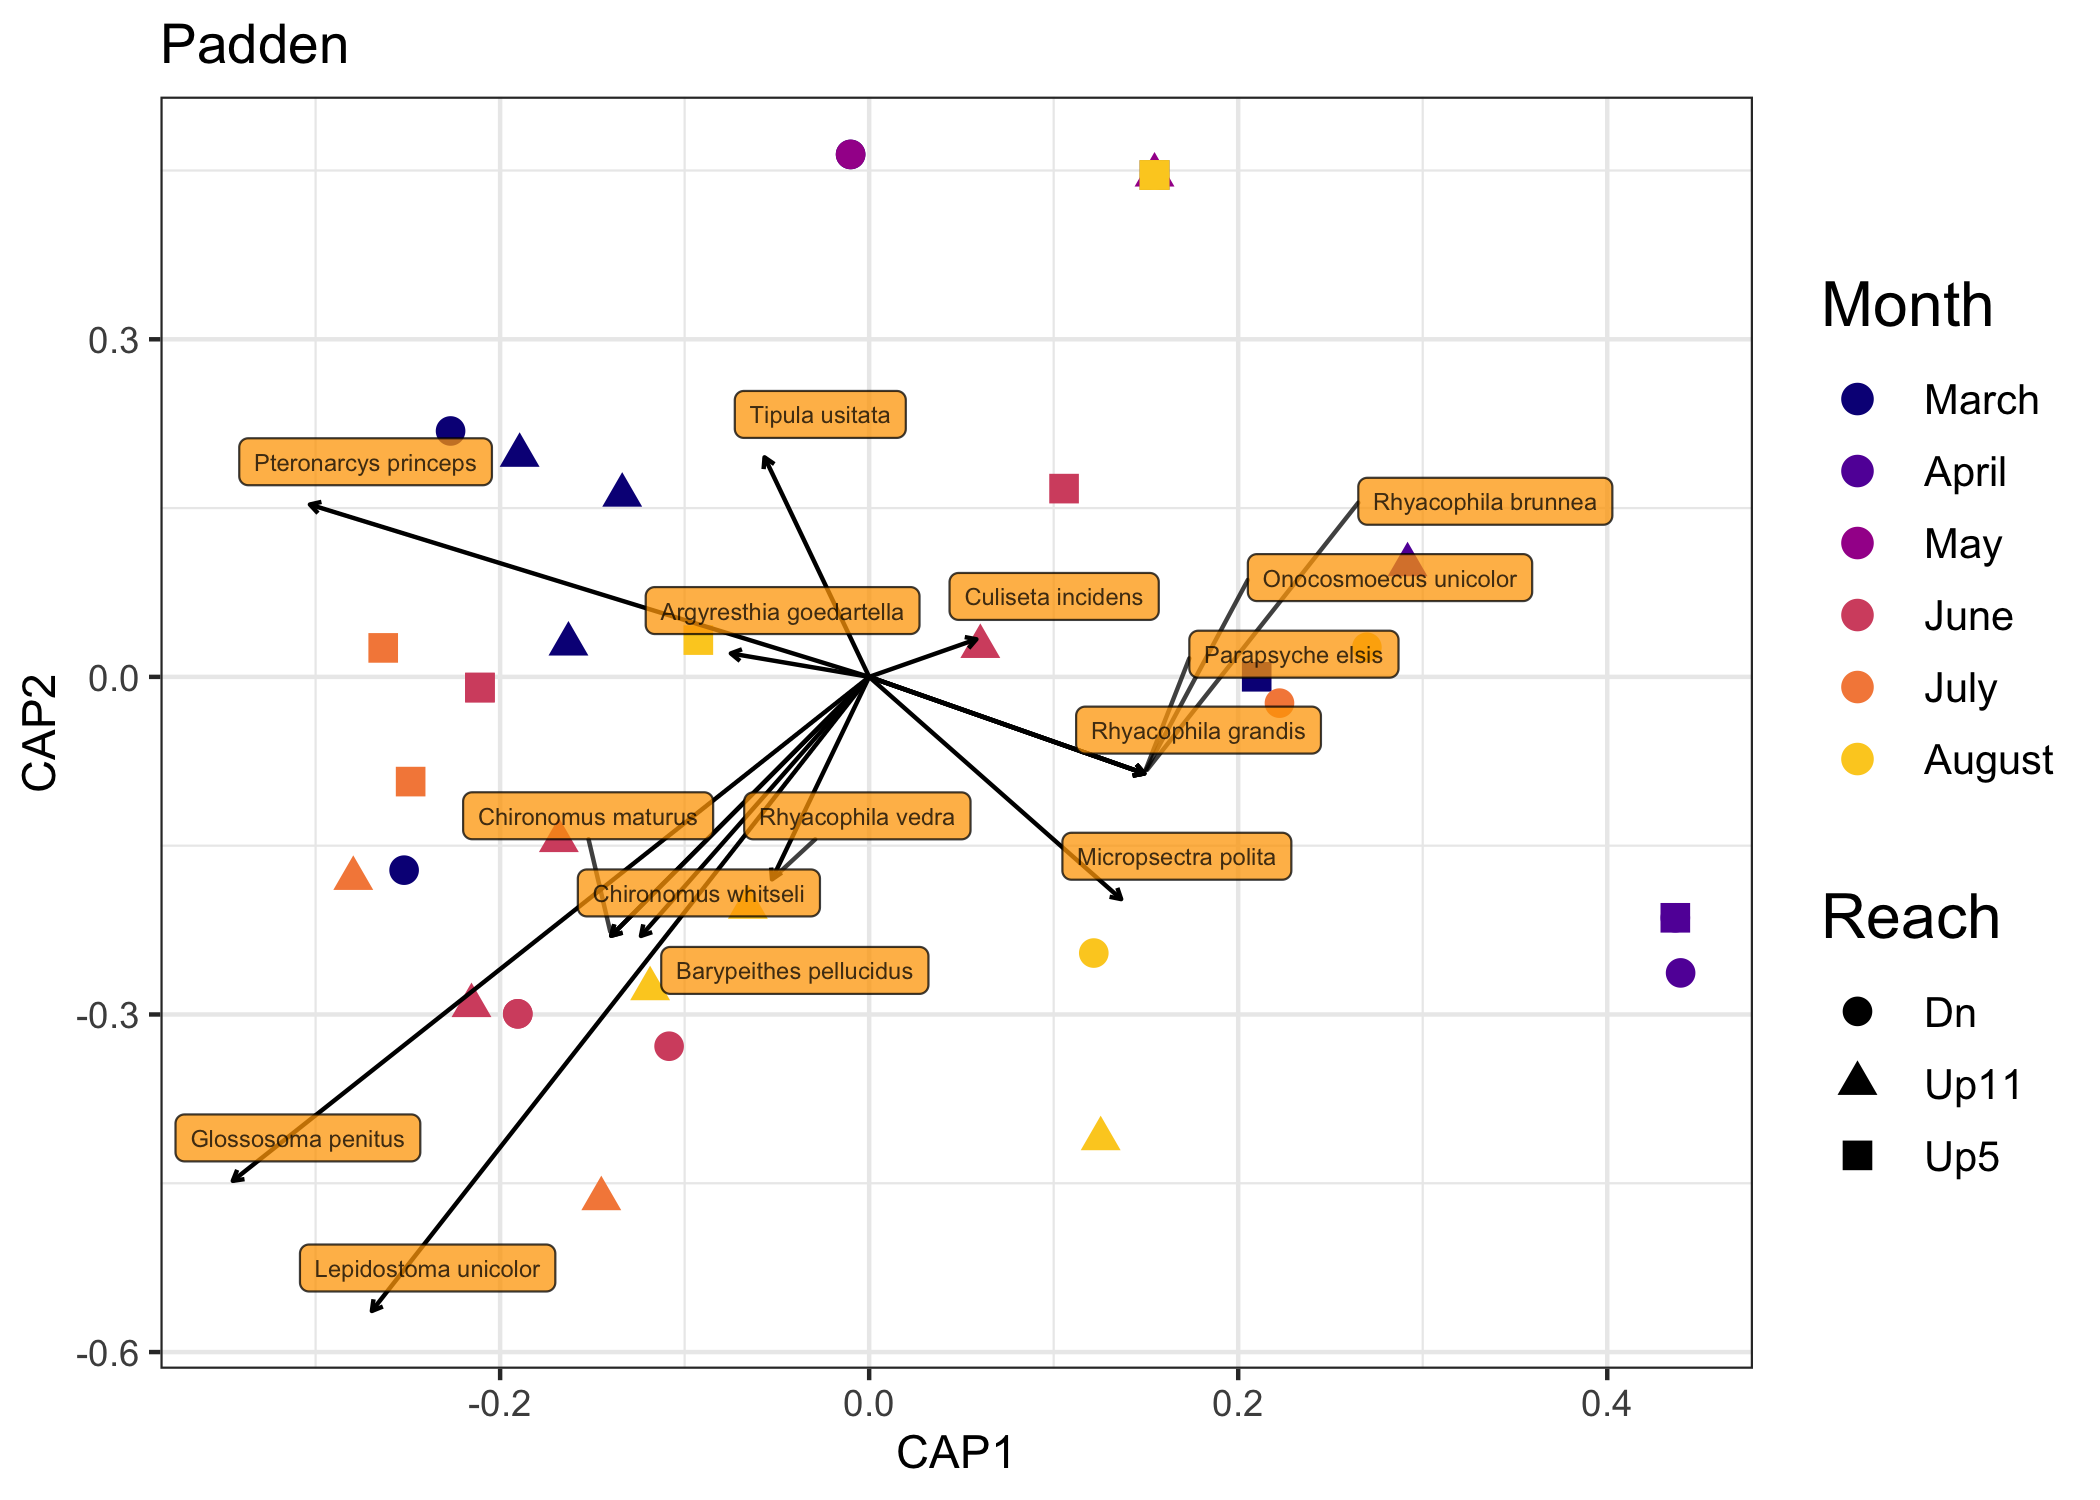 Padden
CAP2
0.3
0.0
-0.3
-0.6
Tipula usitata
Pteronarcys princeps
Rhyacophila brunnea
Onocosmoecus unicolor
Culiseta incidens
Argyresthia goedartella
Parapsyche elsis
Rhyacophila grandis
Chironomus maturus
Rhyacophila vedra
Micropsectra polita
Chironomus whitseli
Barypeithes pellucidus
Glossosoma penitus
Lepidostoma unicolor
-0.2
0.0
0.2
0.4
CAP1
Month
March
April
May
June
July
August
Reach
Dn
Up11
Up5